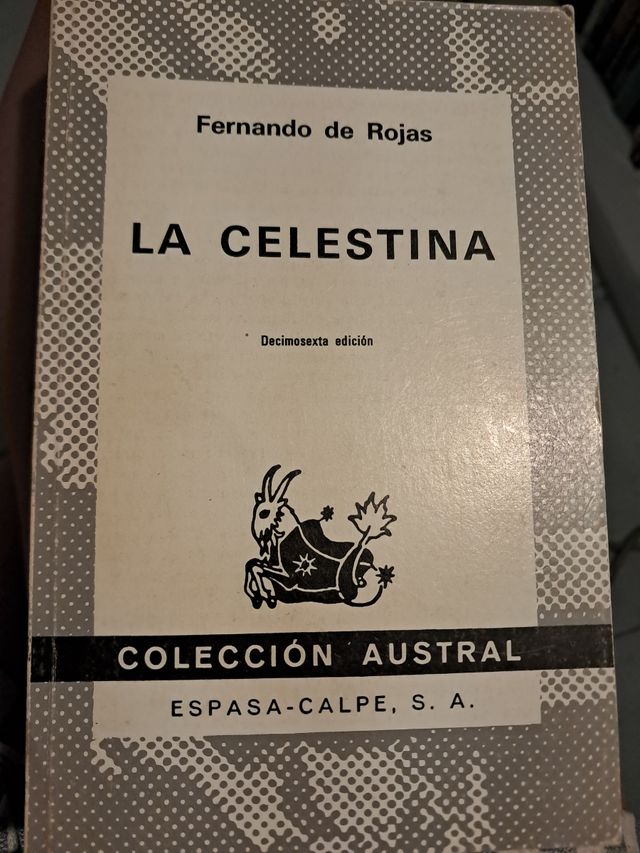 Fernando de Rojas
LA CELESTINA
Decimosexta edición
COLECCIÓN AUSTRAL
ESPASA-CALPE, S. A.